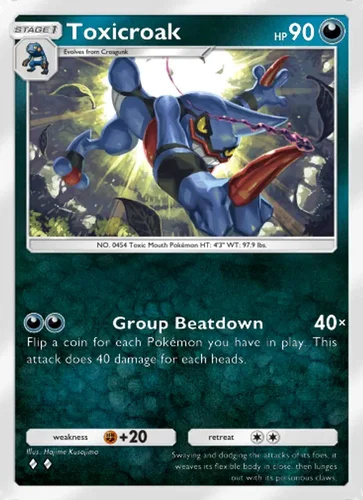 STAGE 1
Toxicroak
HP 90
Evolves from Croagunk
NO. 0454 Toxic Mouth Pokémon HT: 4'3" WT: 97.9 lbs.
Group Beatdown 40×
Flip a coin for each Pokémon you have in play. This
attack does 40 damage for each heads.
weakness +20 retreat
Illus. Hajime Kusajima
Swaying and dodging the attacks of its foes, it
weaves its flexible body in close, then lunges
out with its poisonous claws.